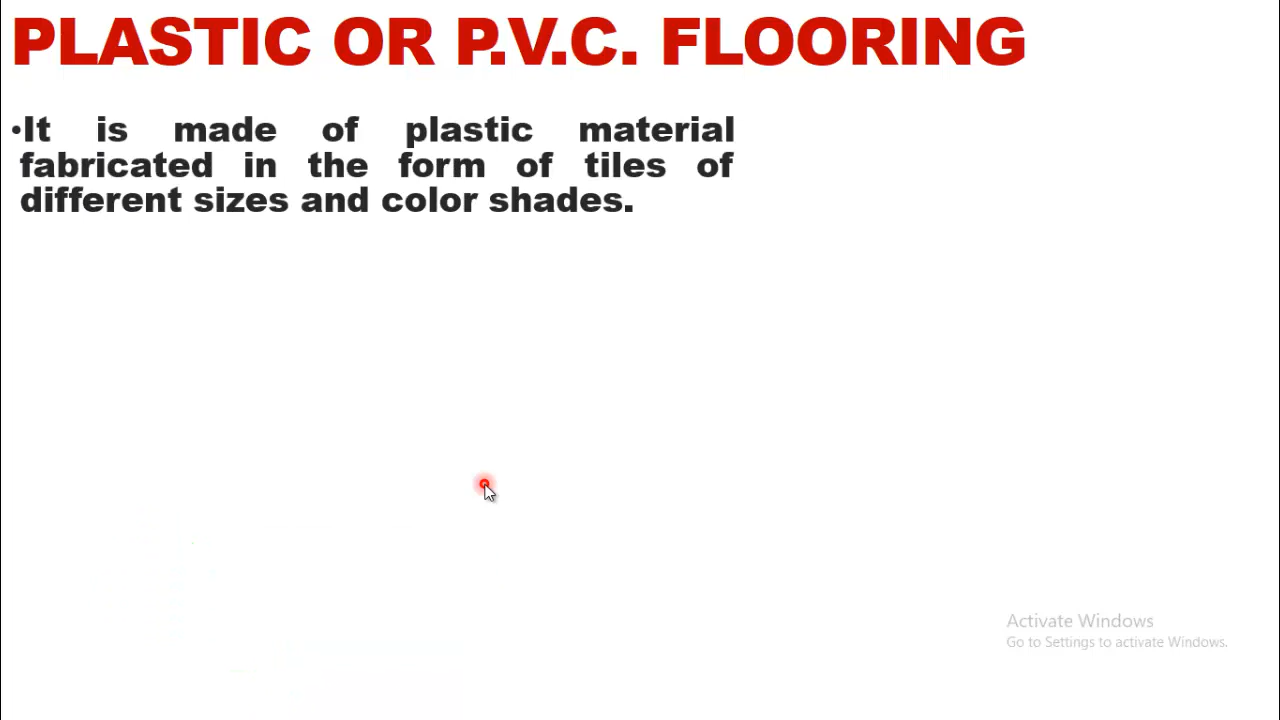 PLASTIC OR P.V.C. FLOORING
•It is made of plastic material
fabricated in the form of tiles of
different sizes and color shades.
Activate Windows
Go to Settings to activate Windows.